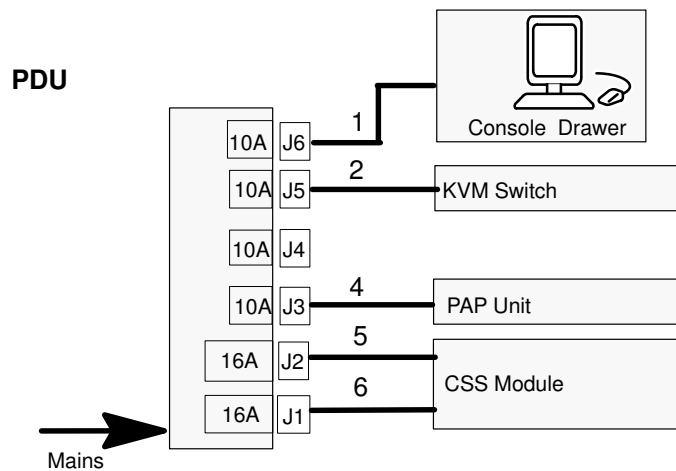 PDU
1
Console Drawer
10A J6
2
10A J5
KVM Switch
10A J4
4
10A J3
PAP Unit
5
16A J2
CSS Module
6
16A J1
Mains